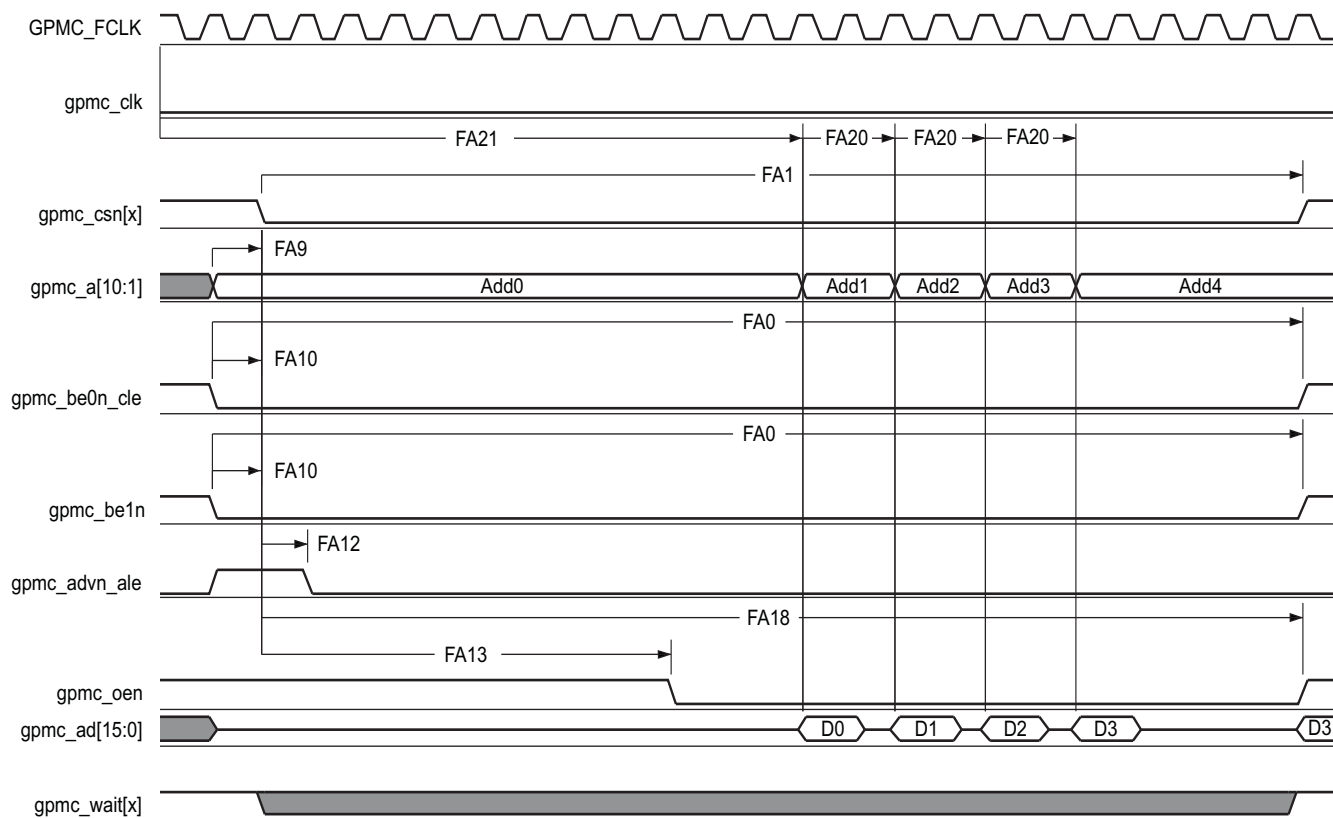 GPMC_FCLK
gpmc_clk
FA21 FA20 FA20 FA20
FA1
gpmc_csn[x]
FA9
gpmc_a[10:1] Add0 Add1 Add2 Add3 Add4
FA0
FA10
gpmc_be0n_cle
FA0
FA10
gpmc_be1n
FA12
gpmc_advn_ale
FA18
FA13
gpmc_oen
gpmc_ad[15:0] D0 D1 D2 D3 D3
gpmc_wait[x]